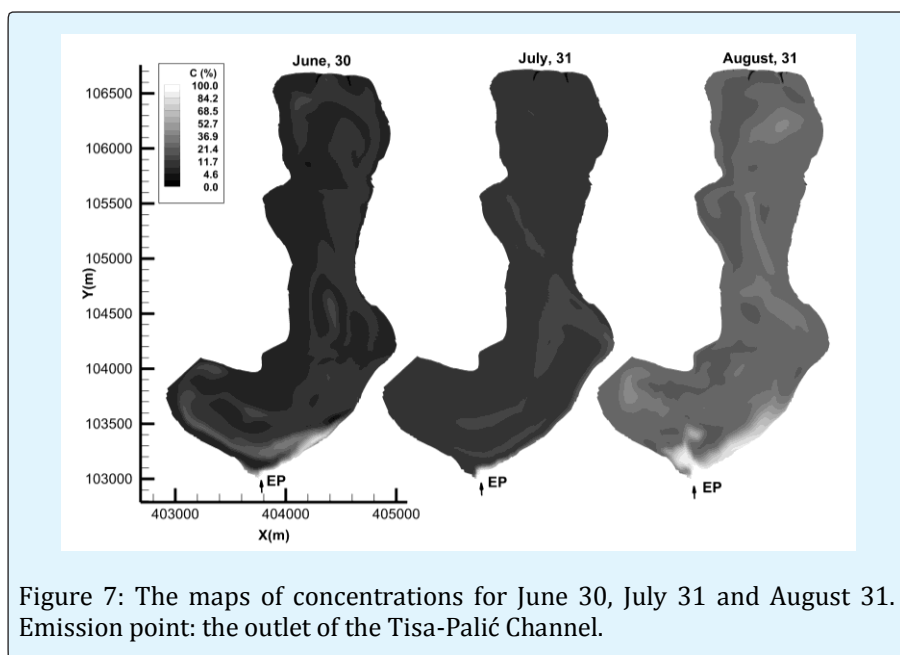 June, 30
July, 31
August, 31
C (%)
100.0
84.2
68.5
52.7
36.9
21.4
11.7
4.6
0.0
106500
106000
105500
105000
104500
104000
103500
103000
Y(m)
EP
EP
EP
403000
404000
405000
X(m)
Figure 7: The maps of concentrations for June 30, July 31 and August 31.
Emission point: the outlet of the Tisa-Palić Channel.